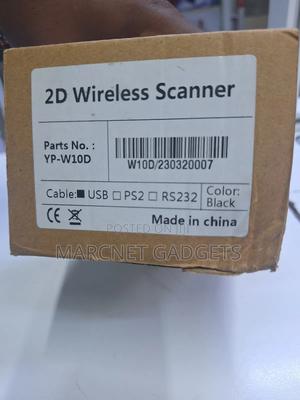 2D Wireless Scanner
Parts No. :
YP-W10D
W10D/230320007
Cable: ■ USB □ PS2 □ RS232
Color:
Black
CE
Made in china
POSTED ON
MARCNET GADGETS